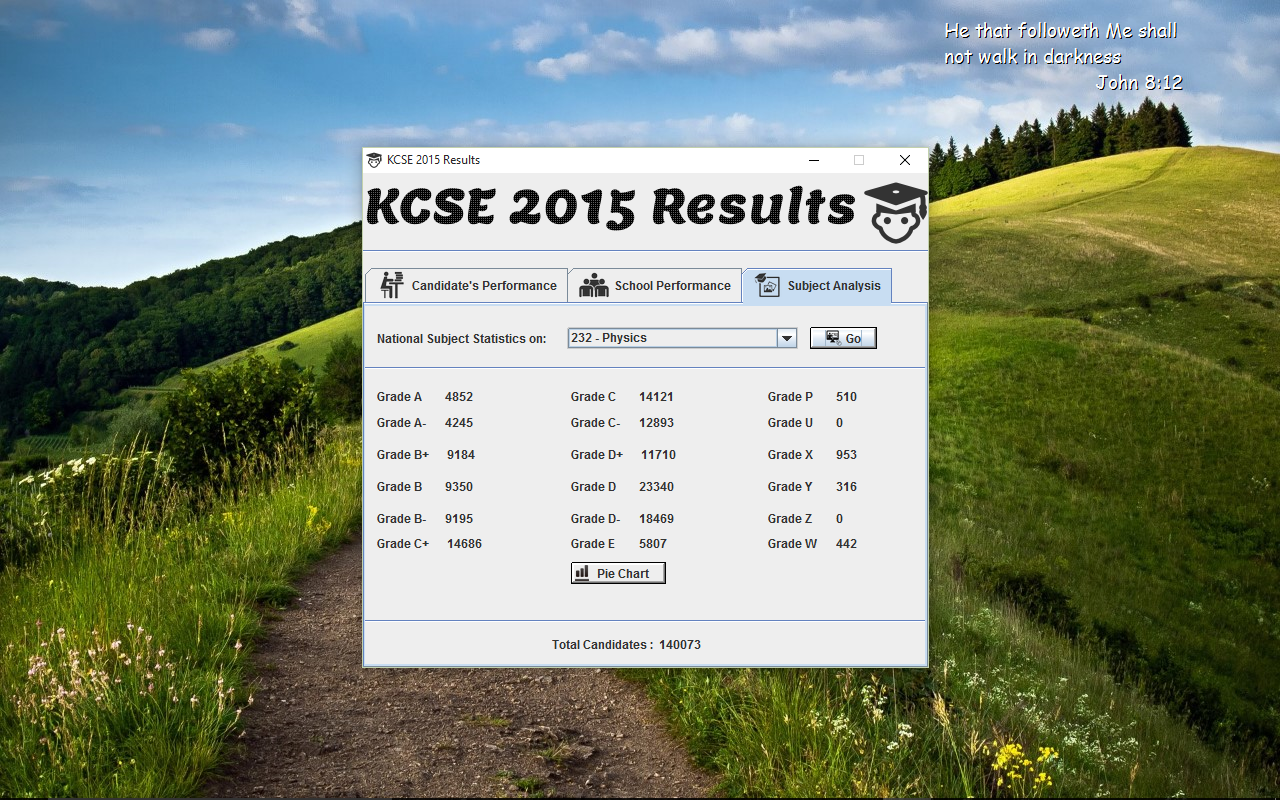 He that followeth Me shall
not walk in darkness
John 8:12
KCSE 2015 Results
KCSE 2015 Results
Candidate's Performance School Performance Subject Analysis
National Subject Statistics on: 232 - Physics Go
Grade A 4852 Grade C 14121 Grade P 510
Grade A- 4245 Grade C- 12893 Grade U 0
Grade B+ 9184 Grade D+ 11710 Grade X 953
Grade B 9350 Grade D 23340 Grade Y 316
Grade B- 9195 Grade D- 18469 Grade Z 0
Grade C+ 14686 Grade E 5807 Grade W 442
Pie Chart
Total Candidates : 140073